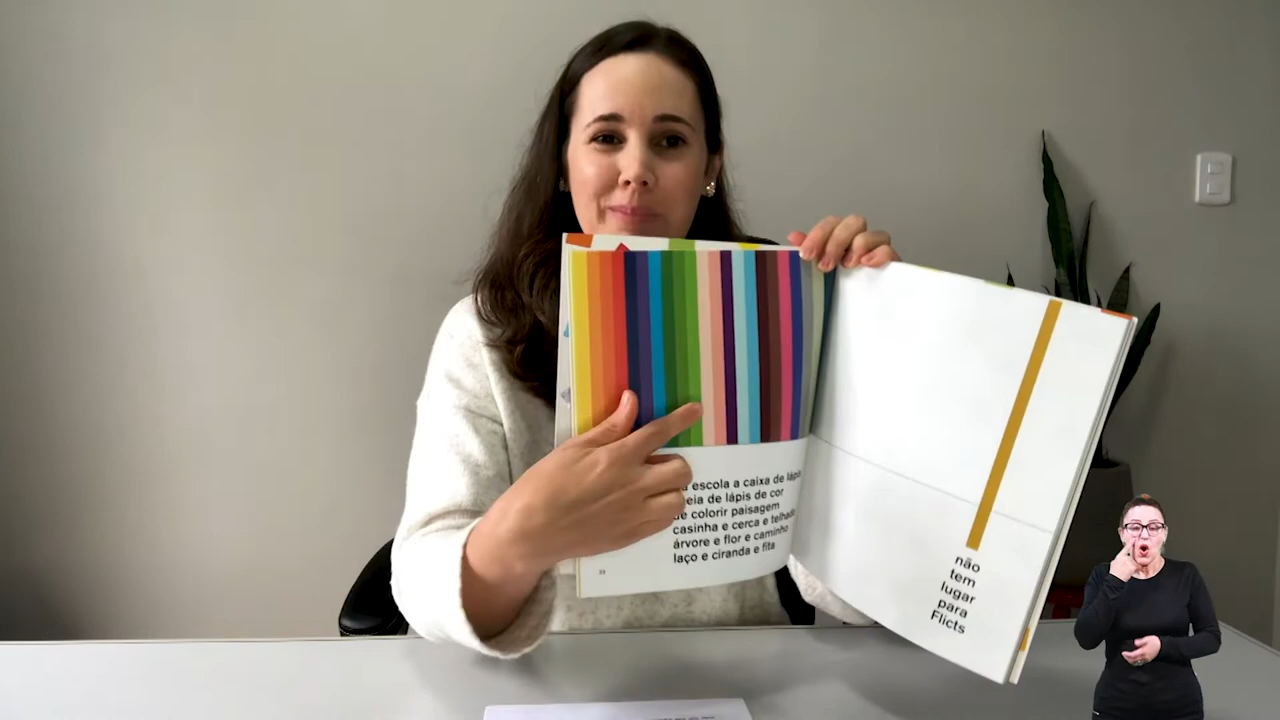 escola a caixa de
de lápis de cor
de colorir paisagem
casinha e cerca e telhado
árvore e flor e caminho
laço e ciranda e fita
não
tem
lugar
para
Flicts